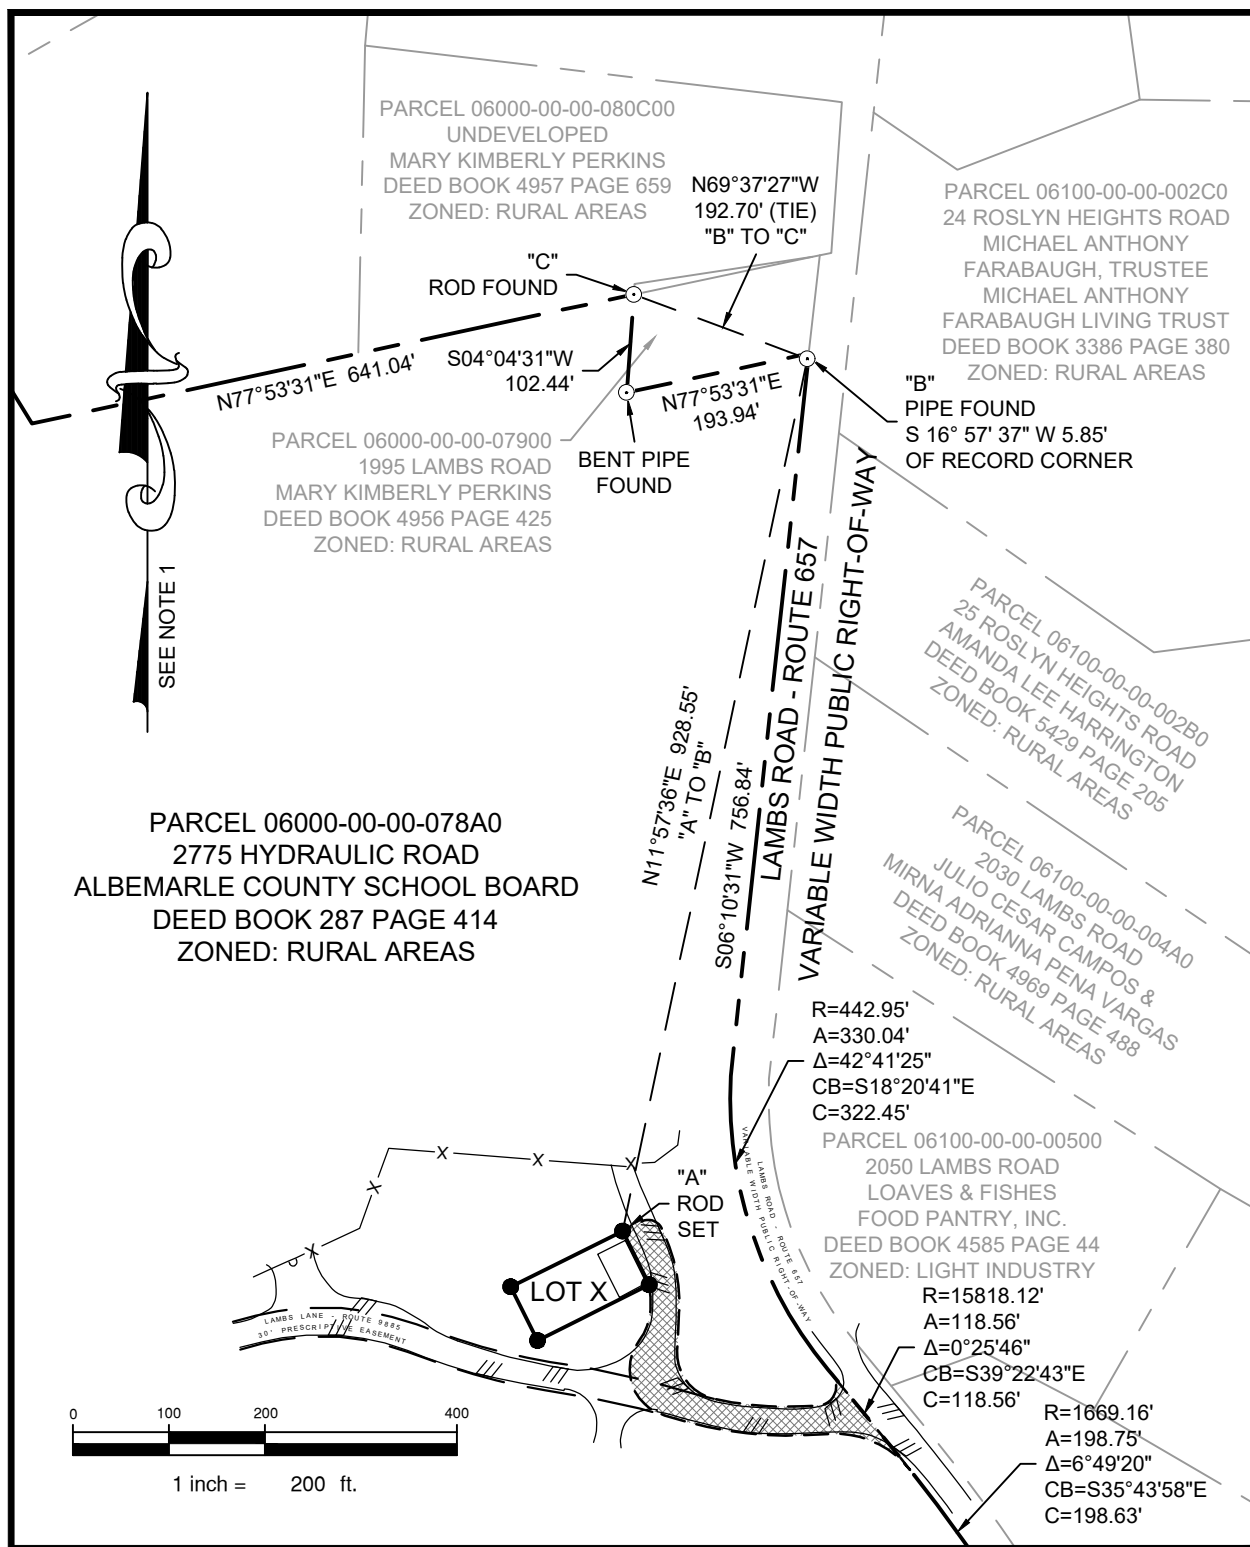 PARCEL 06000-00-00-080C00
UNDEVELOPED
MARY KIMBERLY PERKINS
DEED BOOK 4957 PAGE 659
ZONED: RURAL AREAS
N69°37'27"W
192.70' (TIE)
"B" TO "C"
PARCEL 06100-00-00-002C0
24 ROSLYN HEIGHTS ROAD
MICHAEL ANTHONY
FARABAUGH, TRUSTEE
MICHAEL ANTHONY
FARABAUGH LIVING TRUST
DEED BOOK 3386 PAGE 380
ZONED: RURAL AREAS
"C"
ROD FOUND
S04°04'31"W
102.44'
N77°53'31"E 641.04'
N77°53'31"E
193.94'
"B"
PIPE FOUND
S 16° 57' 37" W 5.85'
OF RECORD CORNER
PARCEL 06000-00-00-07900
1995 LAMBS ROAD
MARY KIMBERLY PERKINS
DEED BOOK 4956 PAGE 425
ZONED: RURAL AREAS
BENT PIPE
FOUND
SEE NOTE 1
LAMBS ROAD - ROUTE 657
VARIABLE WIDTH PUBLIC RIGHT-OF-WAY
PARCEL 06100-00-00-002B0
25 ROSLYN HEIGHTS ROAD
AMANDA LEE HARRINGTON
DEED BOOK 5429 PAGE 205
ZONED: RURAL AREAS
N11°57'36"E 928.55'
"A" TO "B"
S06°10'31"W 756.84'
PARCEL 06000-00-00-078A0
2775 HYDRAULIC ROAD
ALBEMARLE COUNTY SCHOOL BOARD
DEED BOOK 287 PAGE 414
ZONED: RURAL AREAS
PARCEL 06100-00-00-004A0
2030 LAMBS ROAD
JULIO CESAR CAMPOS &
MIRNA ADRIANNA PENA VARGAS
DEED BOOK 4969 PAGE 488
ZONED: RURAL AREAS
R=442.95'
A=330.04'
Δ=42°41'25"
CB=S18°20'41"E
C=322.45'
PARCEL 06100-00-00-00500
2050 LAMBS ROAD
LOAVES & FISHES
FOOD PANTRY, INC.
DEED BOOK 4585 PAGE 44
ZONED: LIGHT INDUSTRY
LAMBS ROAD - ROUTE 657
VARIABLE WIDTH PUBLIC RIGHT-OF-WAY
X
X
X
X
X
"A"
ROD
SET
LOT X
LAMBS LANE - ROUTE 9885
30' PRESCRIPTIVE EASEMENT
R=15818.12'
A=118.56'
Δ=0°25'46"
CB=S39°22'43"E
C=118.56'
R=1669.16'
A=198.75'
Δ=6°49'20"
CB=S35°43'58"E
C=198.63'
0 100 200 400
1 inch = 200 ft.